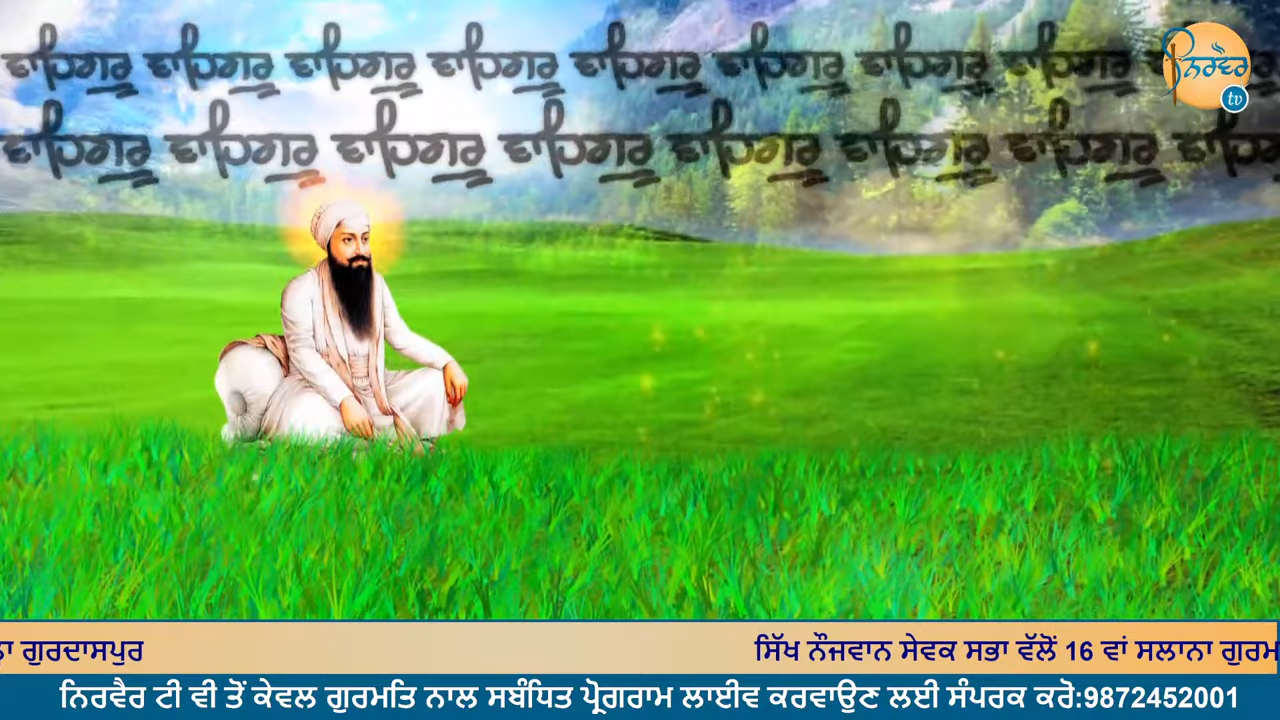 ਵਾਹਿਗੁਰੂ ਵਾਹਿਗੁਰੂ ਵਾਹਿਗੁਰੂ ਵਾਹਿਗੁਰੂ ਵਾਹਿਗੁਰੂ ਵਾਹਿਗੁਰੂ ਵਾਹਿਗੁਰੂ ਵਾਹਿਗੁਰੂ
ਨਿਰਵੈਰ
tv
ਵਾਹਿਗੁਰੂ ਵਾਹਿਗੁਰੂ ਵਾਹਿਗੁਰੂ ਵਾਹਿਗੁਰੂ ਵਾਹਿਗੁਰੂ ਵਾਹਿਗੁਰੂ ਵਾਹਿਗੁਰੂ
ਗੁਰਦਾਸਪੁਰ ਸਿੱਖ ਨੌਜਵਾਨ ਸੇਵਕ ਸਭਾ ਵੱਲੋਂ 16 ਵਾਂ ਸਲਾਨਾ
ਨਿਰਵੈਰ ਟੀ ਵੀ ਤੋਂ ਕੇਵਲ ਗੁਰਮਤਿ ਨਾਲ ਸਬੰਧਿਤ ਪ੍ਰੋਗਰਾਮ ਲਾਈਵ ਕਰਵਾਉਣ ਲਈ ਸੰਪਰਕ ਕਰੋ:9872452001